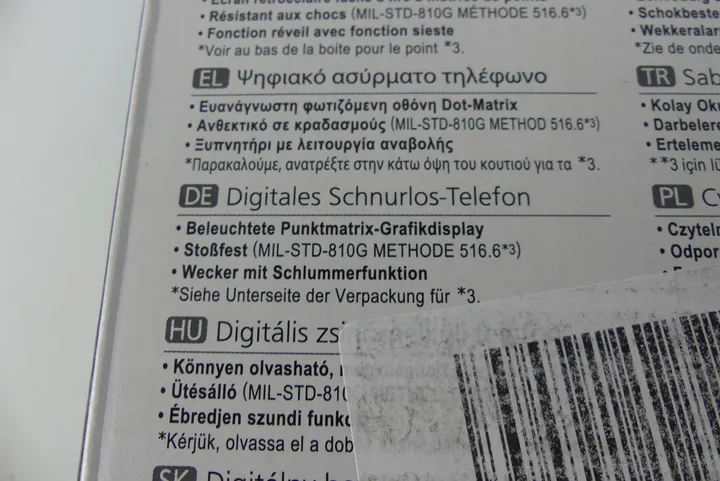 • Résistant aux chocs (MIL-STD-810G MÉTHODE 516.6*3)
• Fonction réveil avec fonction sieste
*Voir au bas de la boite pour le point *3.
EL Ψηφιακό ασύρματο τηλέφωνο
• Ευανάγνωστη φωτιζόμενη οθόνη Dot-Matrix
• Ανθεκτικό σε κραδασμούς (MIL-STD-810G METHOD 516.6*3)
• Ξυπνητήρι με λειτουργία αναβολής
*Παρακαλούμε, ανατρέξτε στην κάτω όψη του κουτιού για τα *3.
DE Digitales Schnurlos-Telefon
• Beleuchtete Punktmatrix-Grafikdisplay
• Stoßfest (MIL-STD-810G METHODE 516.6*3)
• Wecker mit Schlummerfunktion
*Siehe Unterseite der Verpackung für *3.
HU Digitális
• Könnyen olvasható,
• Ütésálló (MIL-STD-810
• Ébredjen szundi
*Kérjük, olvassa el a
SK
• Schokbeste
• Wekkeralar
*Zie de onde
TR Sab
• Kolay Oku
• Darbelere
• Erteleme
**3 için
PL
• Czyteln
• Odpor